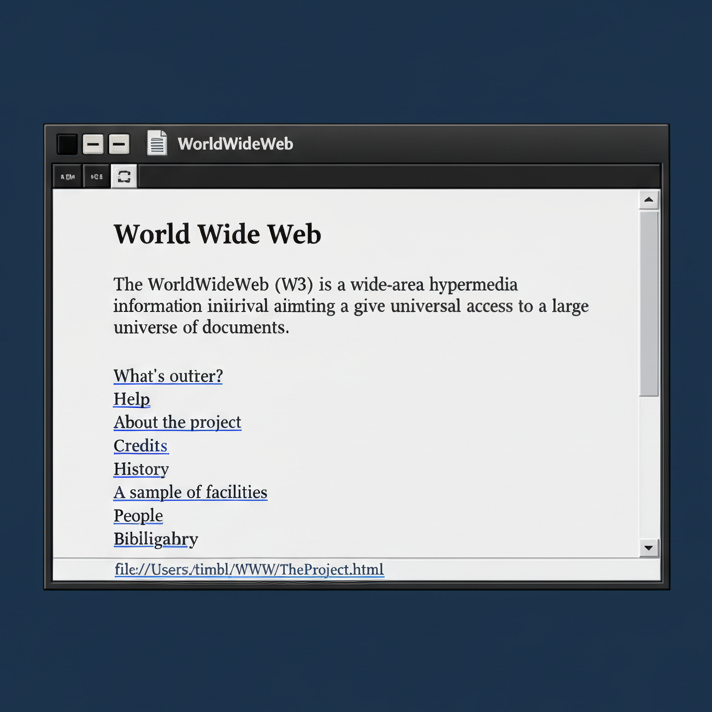 WorldWideWeb
World Wide Web
The WorldWideWeb (W3) is a wide-area hypermedia
information iniirival aimting a give universal access to a large
universe of documents.
What's outrer?
Help
About the project
Credits
History
A sample of facilities
People
Bibiligahry
file://Users./timbl/WWW/TheProject.html